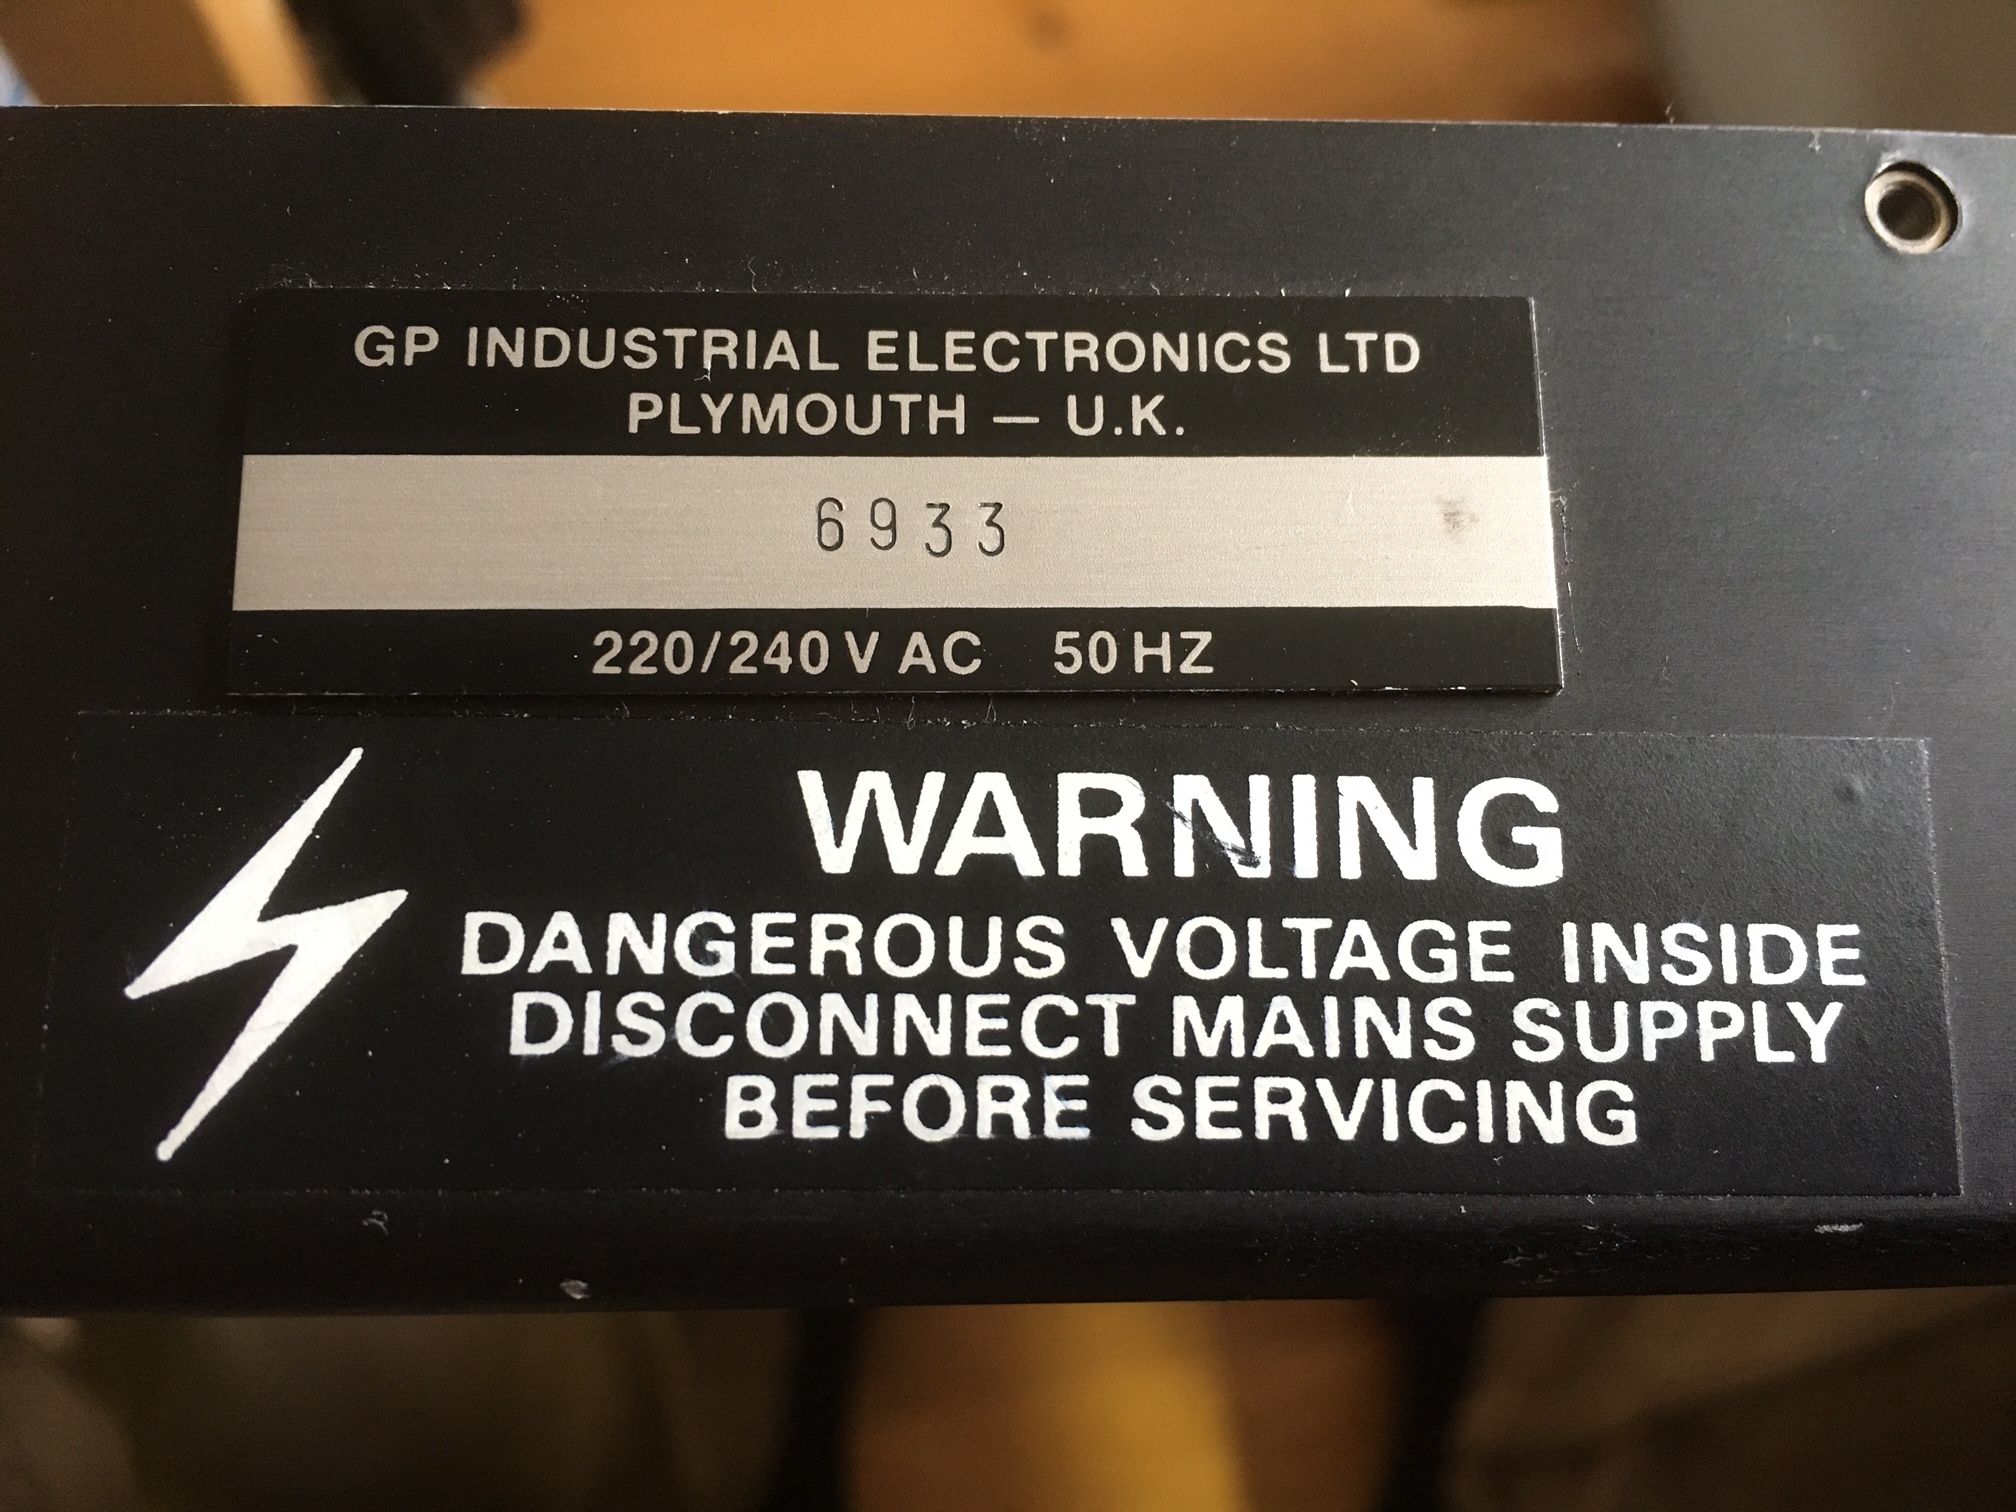 GP INDUSTRIAL ELECTRONICS LTD
PLYMOUTH — U.K.
6933
220/240 V AC 50 HZ
WARNING
DANGEROUS VOLTAGE INSIDE
DISCONNECT MAINS SUPPLY
BEFORE SERVICING